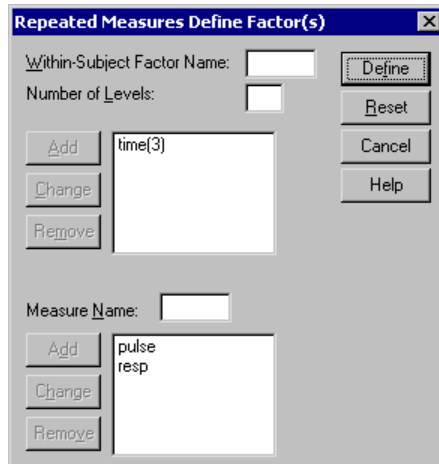 Repeated Measures Define Factor(s)
Within-Subject Factor Name:
Define
Number of Levels:
Reset
Add
time(3)
Cancel
Change
Help
Remove
Measure Name:
Add
pulse
resp
Change
Remove